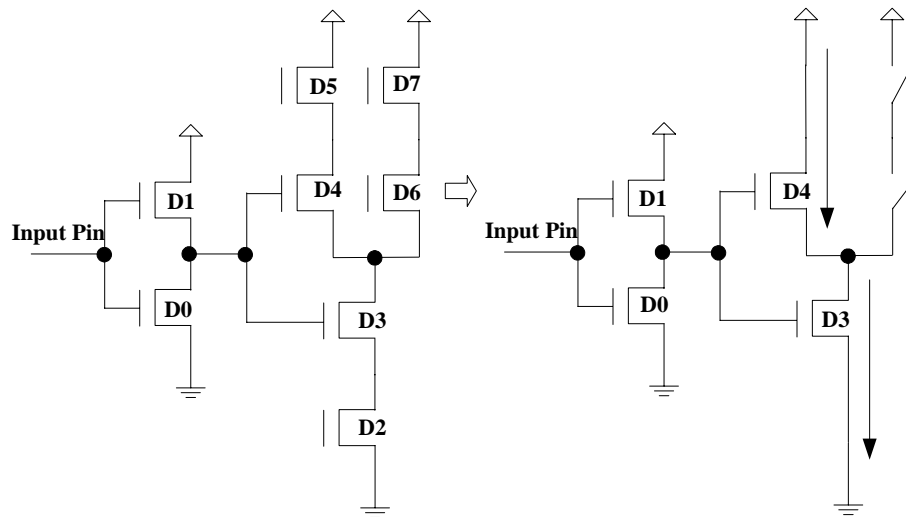 D5
D7
D1
D4
D6
Input Pin
D0
D3
D2
D4
D1
Input Pin
D0
D3